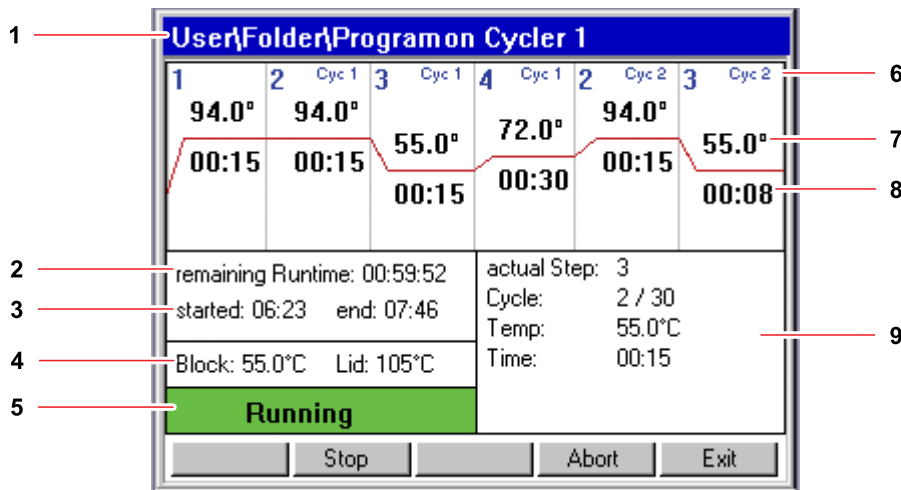 1
User\Folder\Program on Cycler 1
1 2 Cyc 1 3 Cyc 1 4 Cyc 1 2 Cyc 2 3 Cyc 2
6
94.0° 94.0° 55.0° 72.0° 94.0° 55.0°
7
00:15 00:15 00:15 00:30 00:15 00:08
8
2
remaining Runtime: 00:59:52
3
started: 06:23 end: 07:46
4
Block: 55.0°C Lid: 105°C
5
Running
actual Step: 3
Cycle: 2 / 30
Temp: 55.0°C
Time: 00:15
9
Stop Abort Exit